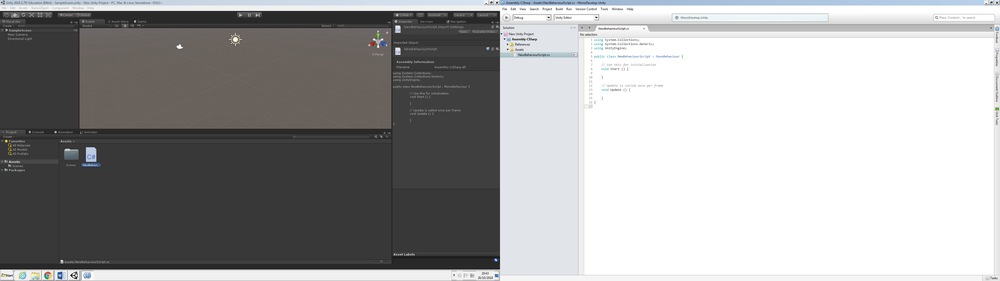 Unity 2018.2.7f1 Education (64bit) - SampleScene.unity - New Unity Project - PC, Mac & Linux Standalone <DX11>
File Edit Assets GameObject Component Window Help
Center Global
Collab Account Layers Layout
Hierarchy
Create All
SampleScene
Main Camera
Directional Light
Scene Asset Store Game
Shaded 2D Gizmos All
y
x z
Persp
Inspector Services Navigation
NewBehaviourScript Import Settings
Open... Execution Order...
Imported Object
NewBehaviourScript
Assembly Information
Filename Assembly-CSharp.dll
using System.Collections;
using System.Collections.Generic;
using UnityEngine;
public class NewBehaviourScript : MonoBehaviour {
// Use this for initialization
void Start () {
}
// Update is called once per frame
void Update () {
}
}
Asset Labels
Project Console Animation Animator
Create
Favorites
All Materials
All Models
All Prefabs
Assets
Scenes
Packages
Assets
C#
Scenes NewBehavi...
Assets/NewBehaviourScript.cs
Start
20:43
26/10/2018
Assembly-CSharp - Assets\NewBehaviourScript.cs - MonoDevelop-Unity
File Edit View Search Project Build Run Version Control Tools Window Help
Debug Unity Editor MonoDevelop-Unity Press 'Control+,' to search
Solution
New Unity Project
Assembly-CSharp
References
Assets
NewBehaviourScript.cs
NewBehaviourScript.cs
No selection
1 using System.Collections;
2 using System.Collections.Generic;
3 using UnityEngine;
4
5 public class NewBehaviourScript : MonoBehaviour {
6
7 // Use this for initialization
8 void Start () {
9
10 }
11
12 // Update is called once per frame
13 void Update () {
14
15 }
16 }
17
Toolbox
Properties
Document Outline
Unit Tests
Tasks